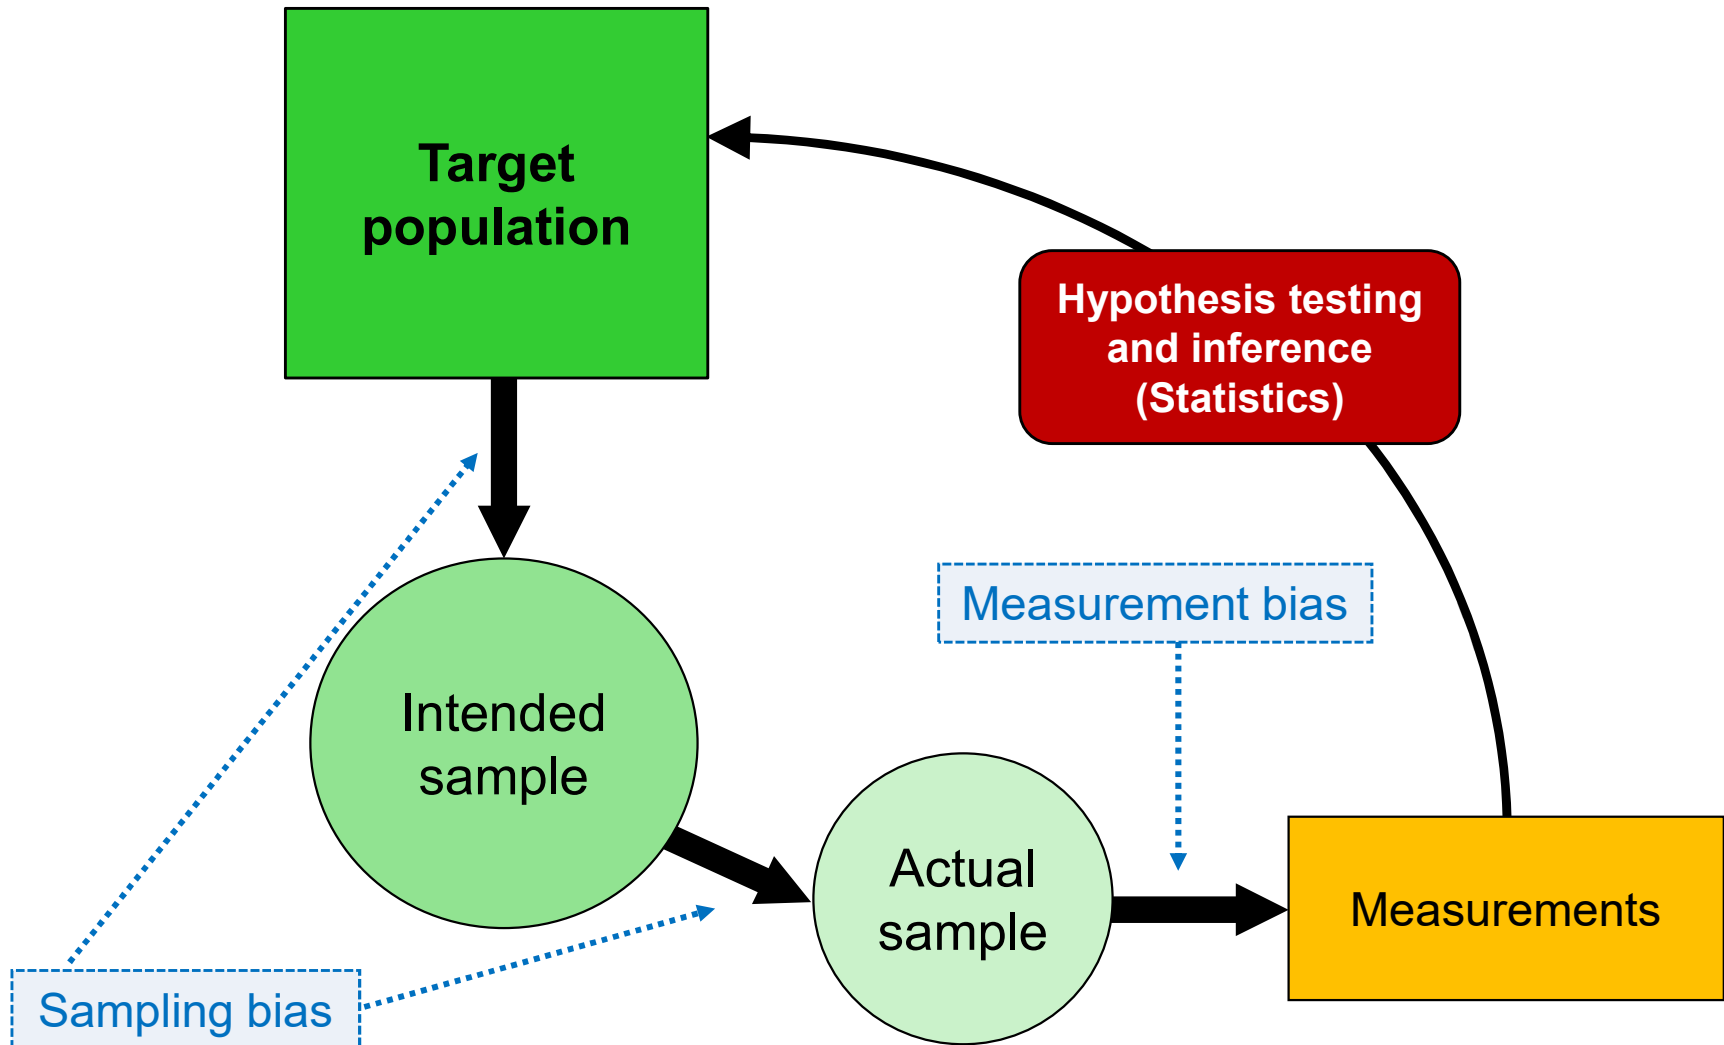 Target
population
Hypothesis testing
and inference
(Statistics)
Measurement bias
Intended
sample
Actual
sample
Measurements
Sampling bias